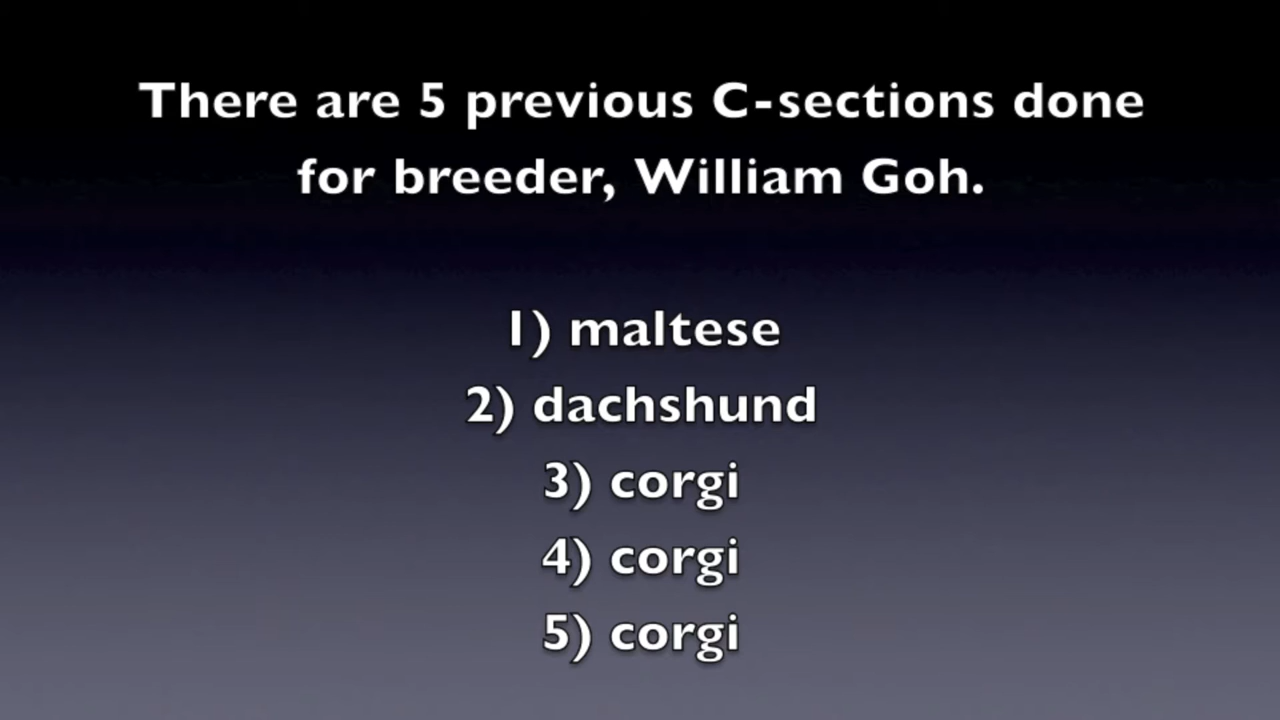 There are 5 previous C-sections done
for breeder, William Goh.
1) maltese
2) dachshund
3) corgi
4) corgi
5) corgi